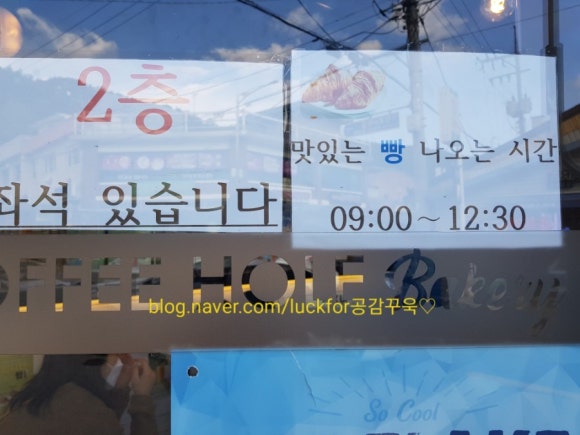 2층
좌석 있습니다
맛있는 빵 나오는 시간
09:00 ~ 12:30
OFFEE HOLE Bakery
blog.naver.com/luckfor공감꾸욱♡
So Cool